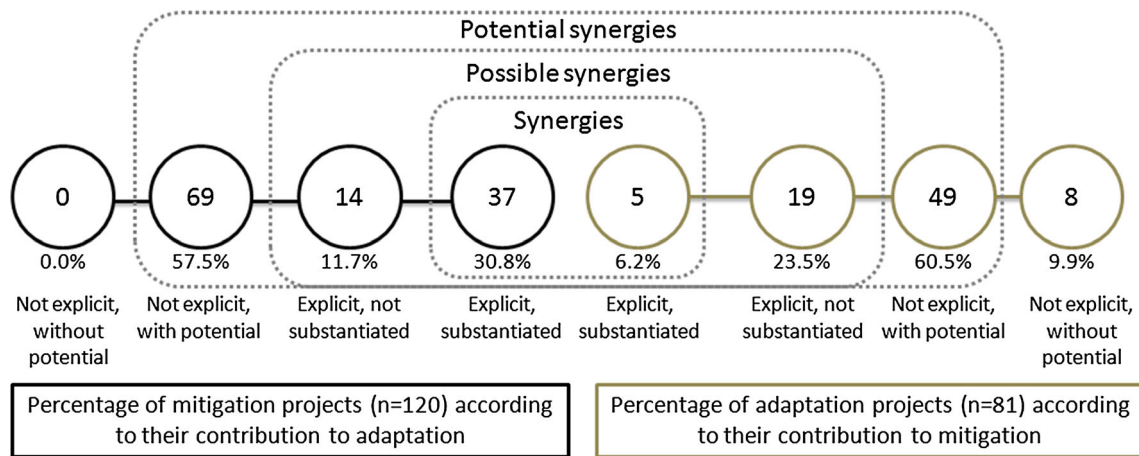 Potential synergies
Possible synergies
Synergies
0
69
14
37
5
19
49
8
0.0%
57.5%
11.7%
30.8%
6.2%
23.5%
60.5%
9.9%
Not explicit,
without
potential
Not explicit,
with potential
Explicit, not
substantiated
Explicit,
substantiated
Explicit,
substantiated
Explicit, not
substantiated
Not explicit,
with potential
Not explicit,
without
potential
Percentage of mitigation projects (n=120) according
to their contribution to adaptation
Percentage of adaptation projects (n=81) according
to their contribution to mitigation